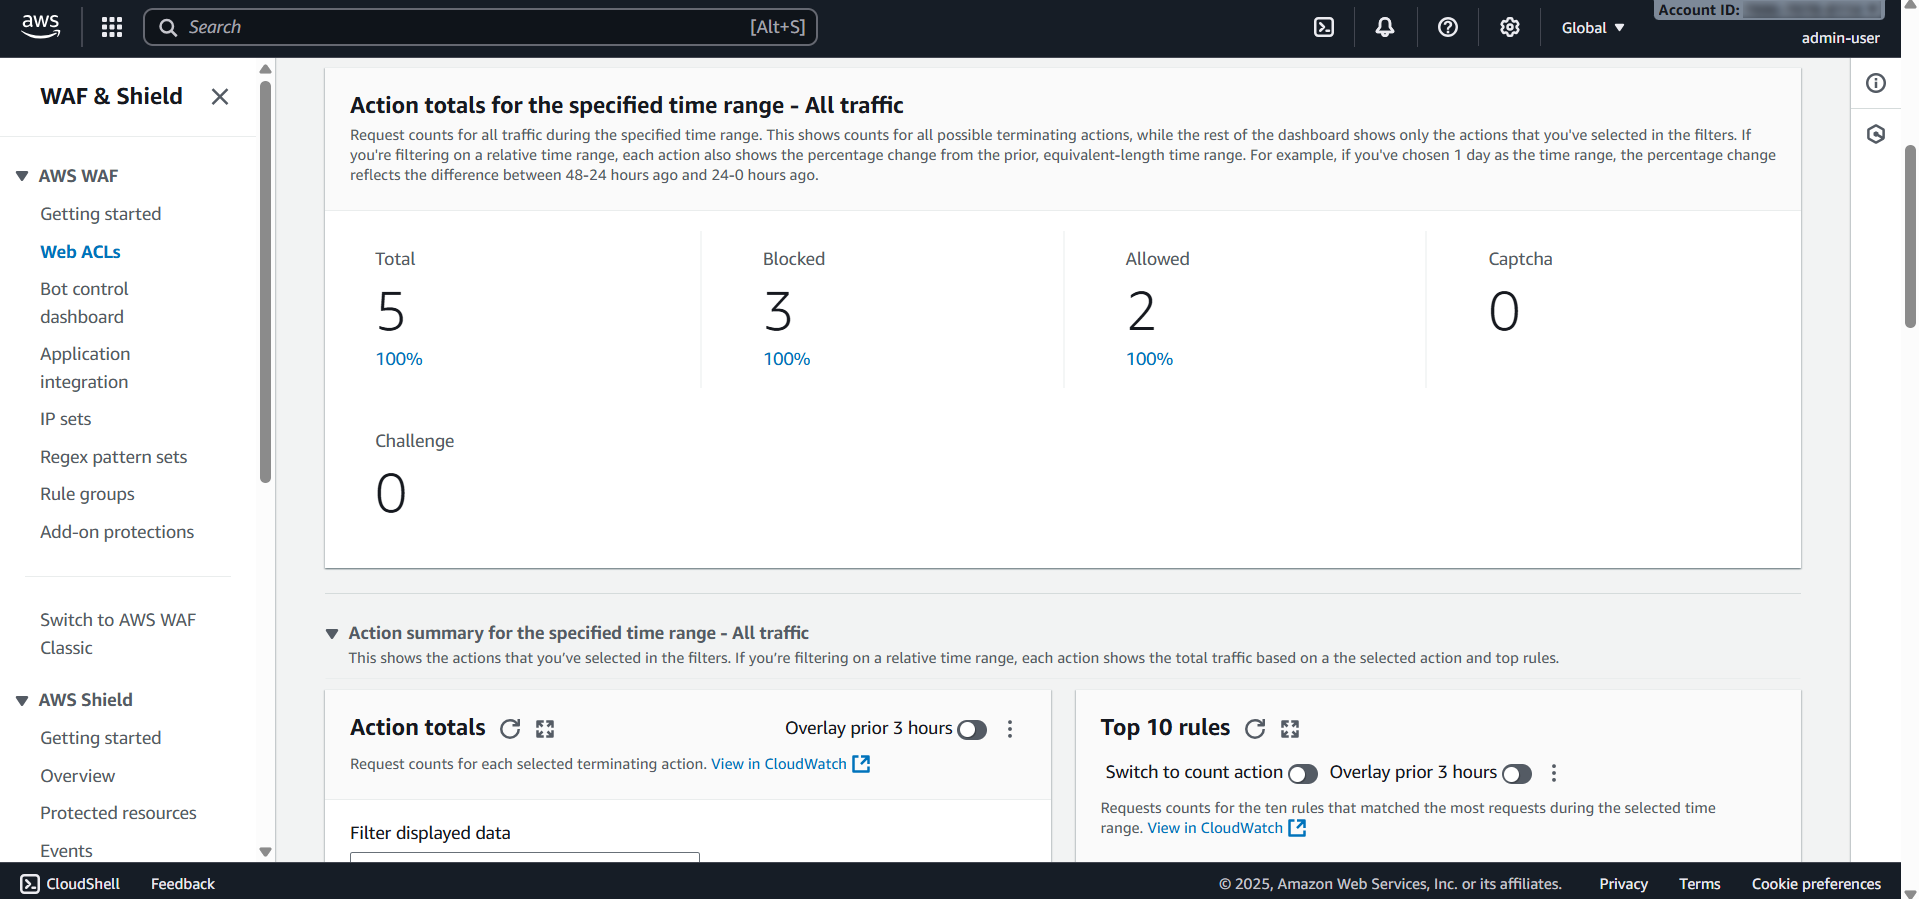 aws
Search
[Alt+S]
Global
Account ID:
admin-user
WAF & Shield
AWS WAF
Getting started
Web ACLs
Bot control
dashboard
Application
integration
IP sets
Regex pattern sets
Rule groups
Add-on protections
Switch to AWS WAF
Classic
AWS Shield
Getting started
Overview
Protected resources
Events
Action totals for the specified time range - All traffic
Request counts for all traffic during the specified time range. This shows counts for all possible terminating actions, while the rest of the dashboard shows only the actions that you've selected in the filters. If
you're filtering on a relative time range, each action also shows the percentage change from the prior, equivalent-length time range. For example, if you've chosen 1 day as the time range, the percentage change
reflects the difference between 48-24 hours ago and 24-0 hours ago.
Total
5
100%
Blocked
3
100%
Allowed
2
100%
Captcha
0
Challenge
0
Action summary for the specified time range - All traffic
This shows the actions that you’ve selected in the filters. If you’re filtering on a relative time range, each action shows the total traffic based on a the selected action and top rules.
Action totals
Overlay prior 3 hours
Request counts for each selected terminating action. View in CloudWatch
Filter displayed data
Top 10 rules
Switch to count action Overlay prior 3 hours
Requests counts for the ten rules that matched the most requests during the selected time
range. View in CloudWatch
CloudShell
Feedback
© 2025, Amazon Web Services, Inc. or its affiliates.
Privacy
Terms
Cookie preferences